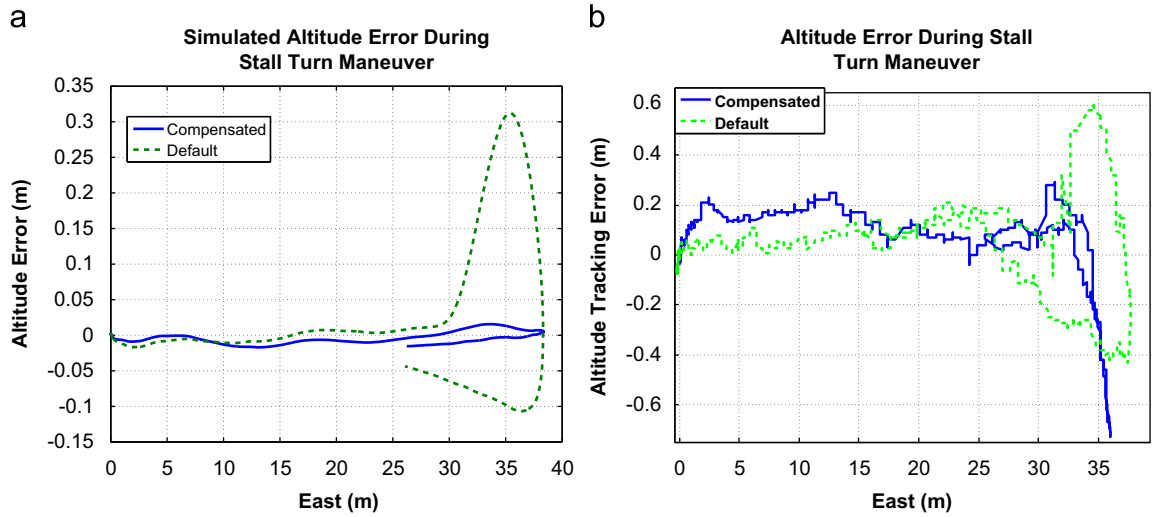 a
Simulated Altitude Error During
Stall Turn Maneuver
Altitude Error (m)
0.35
0.3
0.25
0.2
0.15
0.1
0.05
0
-0.05
-0.1
-0.15
Compensated
Default
0 5 10 15 20 25 30 35 40
East (m)
b
Altitude Error During Stall
Turn Maneuver
Altitude Tracking Error (m)
0.6
0.4
0.2
0
-0.2
-0.4
-0.6
Compensated
Default
0 5 10 15 20 25 30 35
East (m)